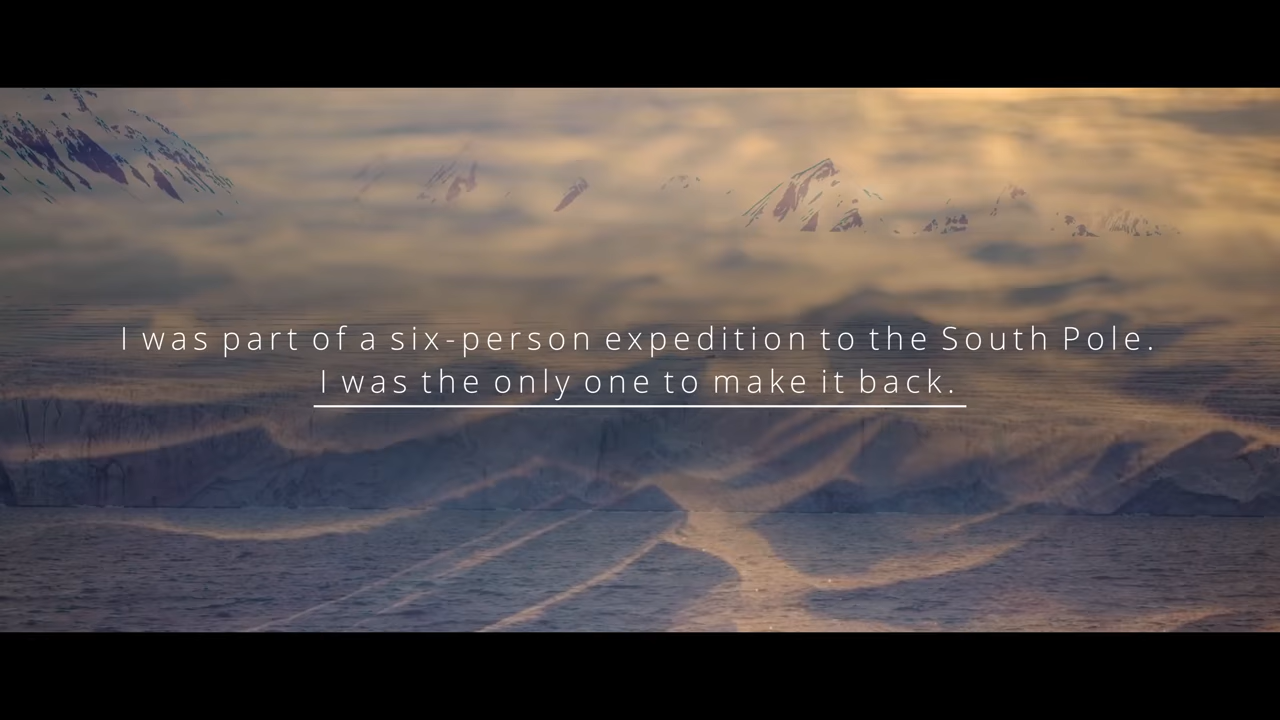 I was part of a six-person expedition to the South Pole.
I was the only one to make it back.